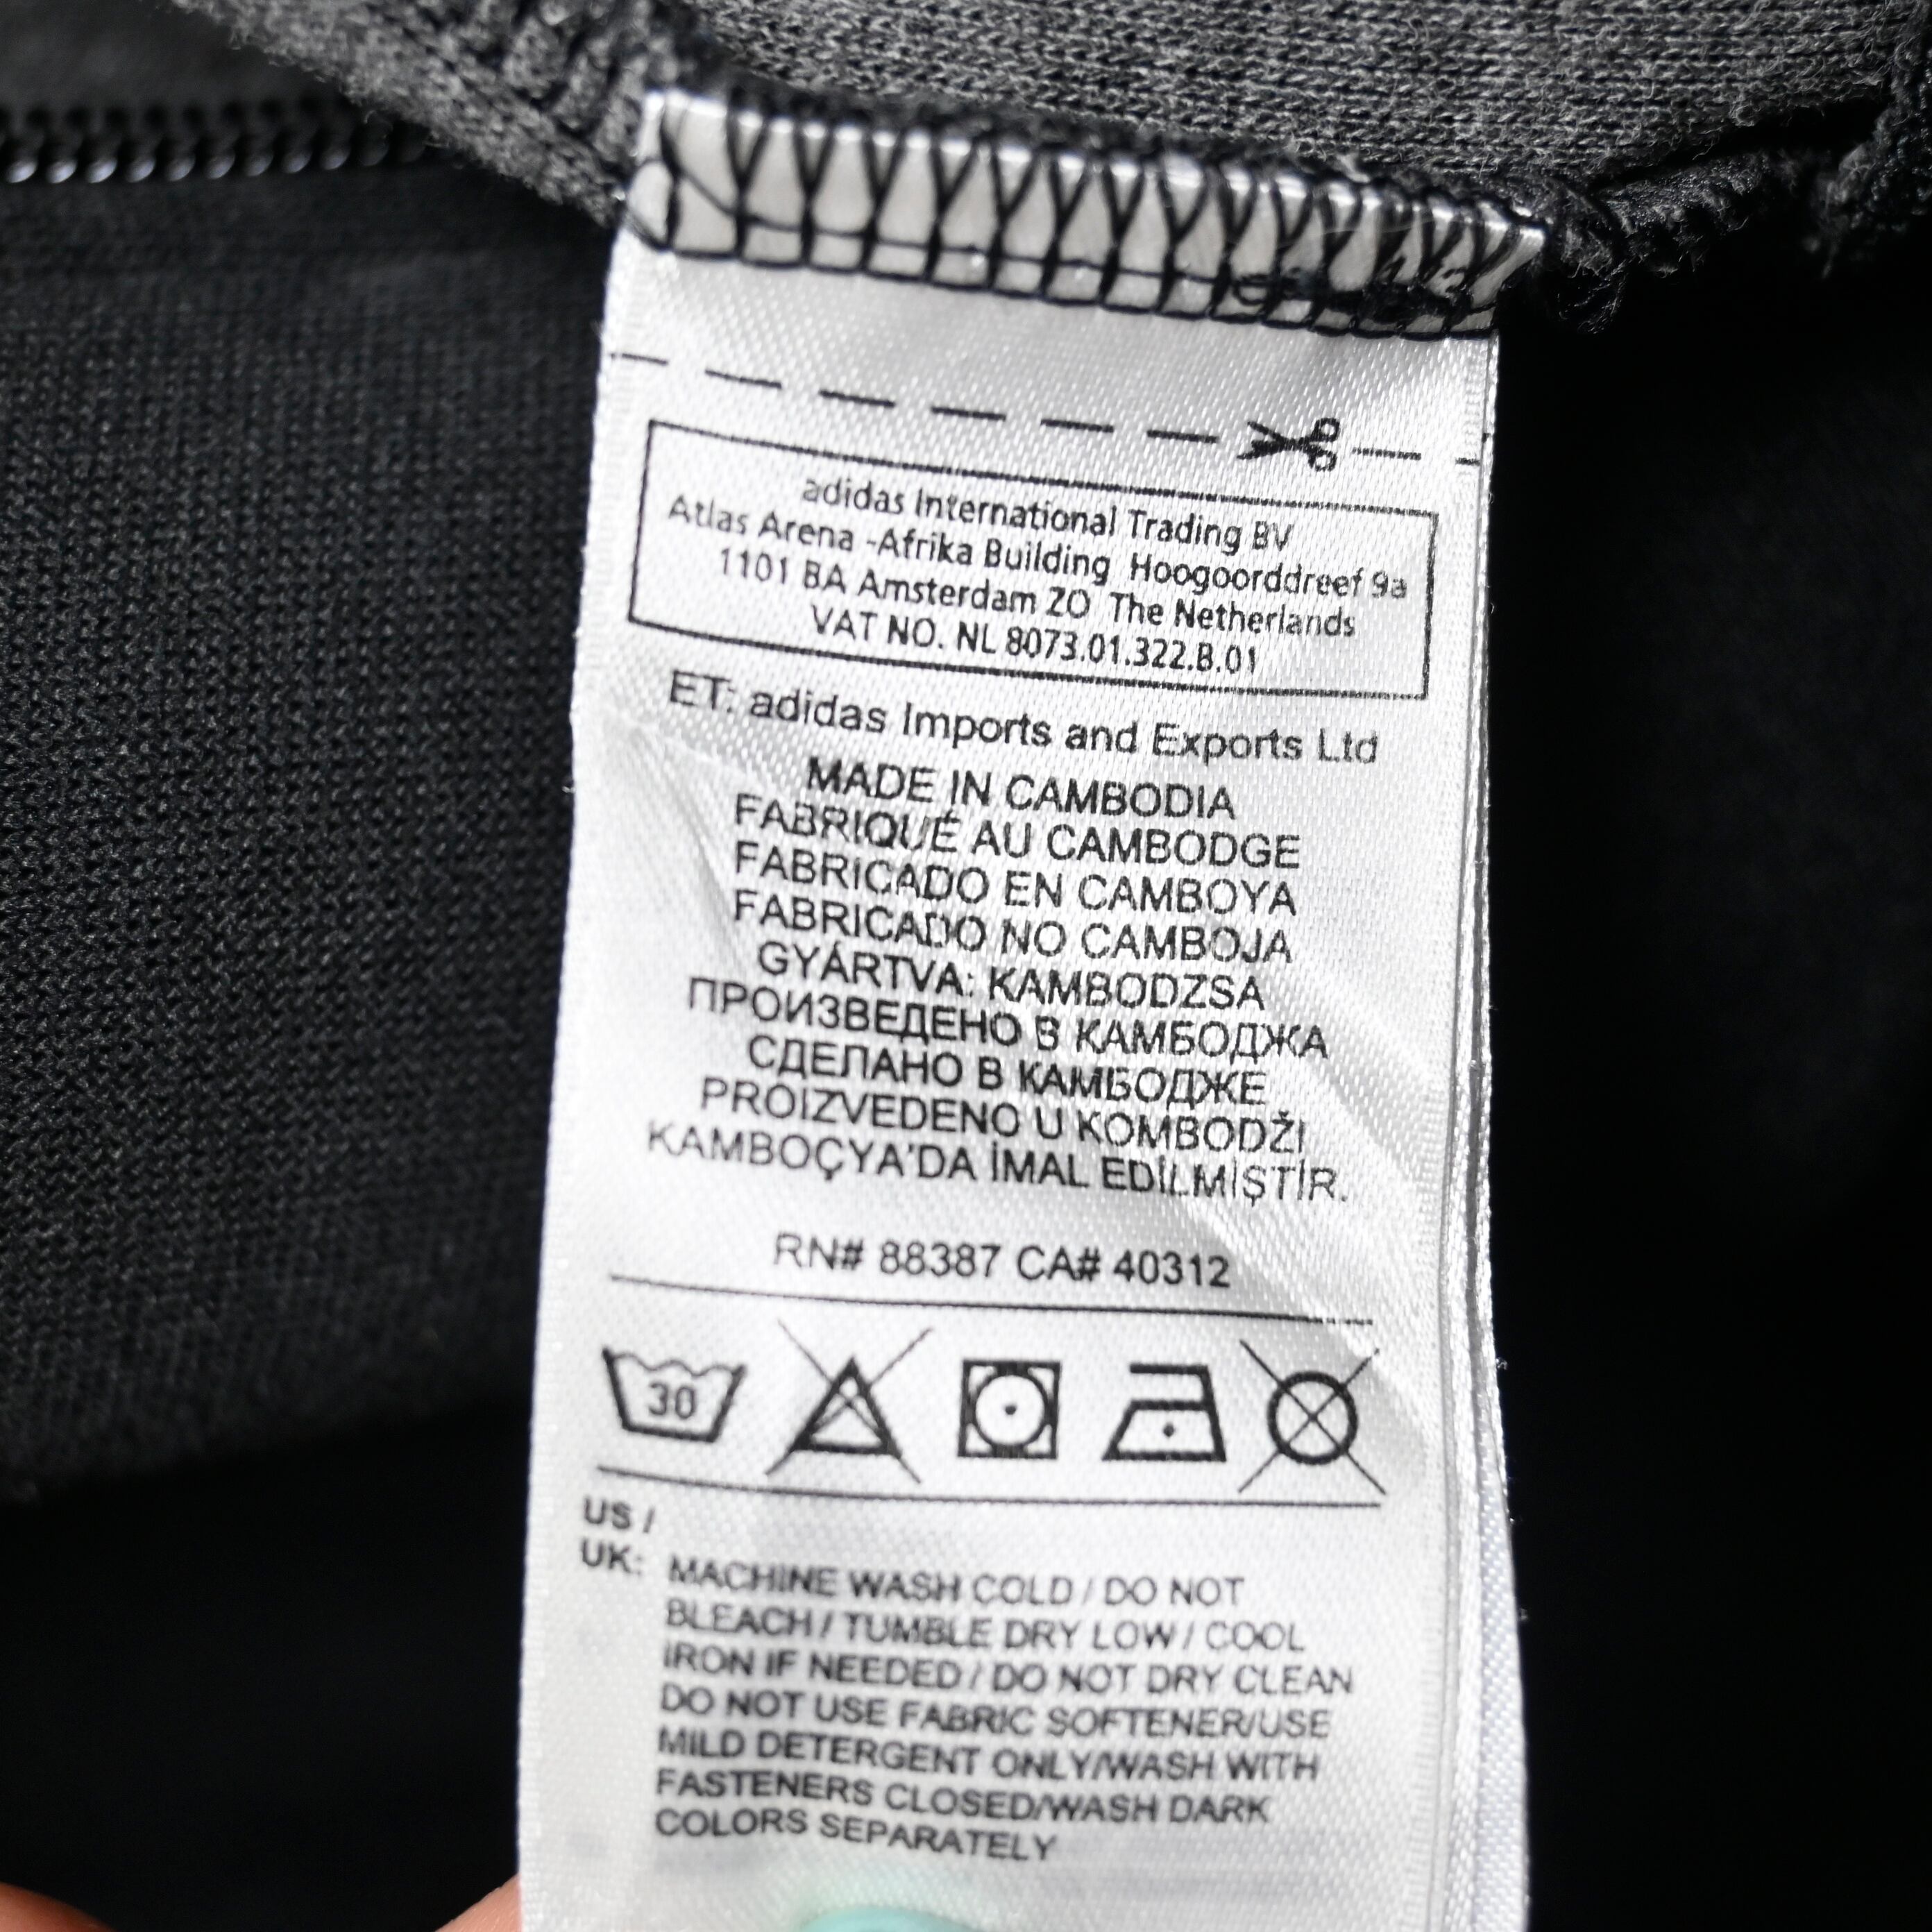 adidas International Trading BV
Atlas Arena -Afrika Building Hoogoorddreef 9a
1101 BA Amsterdam ZO The Netherlands
VAT NO. NL 8073.01.322.B.01
ET: adidas Imports and Exports Ltd
MADE IN CAMBODIA
FABRIQUÉ AU CAMBODGE
FABRICADO EN CAMBOYA
FABRICADO NO CAMBOJA
GYÁRTVA: KAMBODZSA
ПРОИЗВЕДЕНО В КАМБОДЖА
СДЕЛАНО В КАМБОДЖЕ
PROIZVEDENO U KOMBODŽI
KAMBOÇYA'DA İMAL EDİLMİŞTİR.
RN# 88387 CA# 40312
30
US /
UK: MACHINE WASH COLD / DO NOT
BLEACH / TUMBLE DRY LOW / COOL
IRON IF NEEDED / DO NOT DRY CLEAN
DO NOT USE FABRIC SOFTENER/USE
MILD DETERGENT ONLY/WASH WITH
FASTENERS CLOSED/WASH DARK
COLORS SEPARATELY